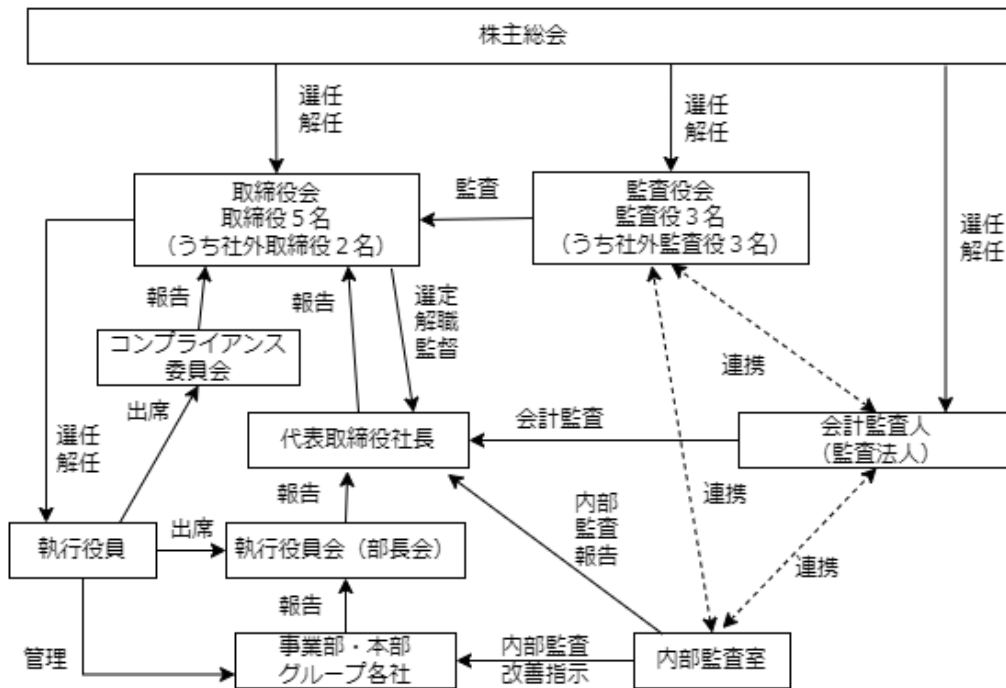 株主総会
選任
解任
選任
解任
選任
解任
取締役会
取締役5名
(うち社外取締役2名)
監査
監査役会
監査役3名
(うち社外監査役3名)
報告
報告
選定
解職
監督
コンプライアンス
委員会
出席
連携
選任
解任
代表取締役社長
会計監査
会計監査人
(監査法人)
報告
内部
監査
報告
連携
連携
執行役員
出席
執行役員会(部長会)
報告
管理
事業部・本部
グループ各社
内部監査
改善指示
内部監査室